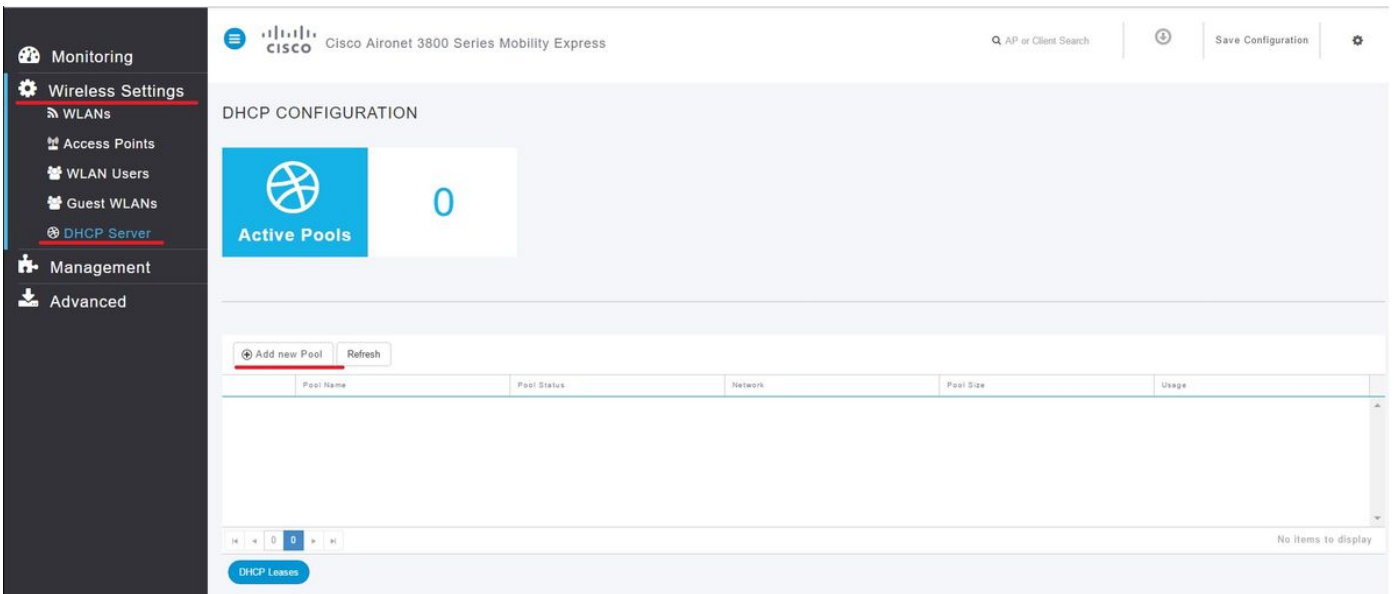 Monitoring
Wireless Settings
WLANs
Access Points
WLAN Users
Guest WLANs
DHCP Server
Management
Advanced
CISCO Cisco Aironet 3800 Series Mobility Express
AP or Client Search
Save Configuration
DHCP CONFIGURATION
Active Pools
0
Add new Pool Refresh
Pool Name Pool Status Network Pool Size Usage
0 0
No items to display
DHCP Leases